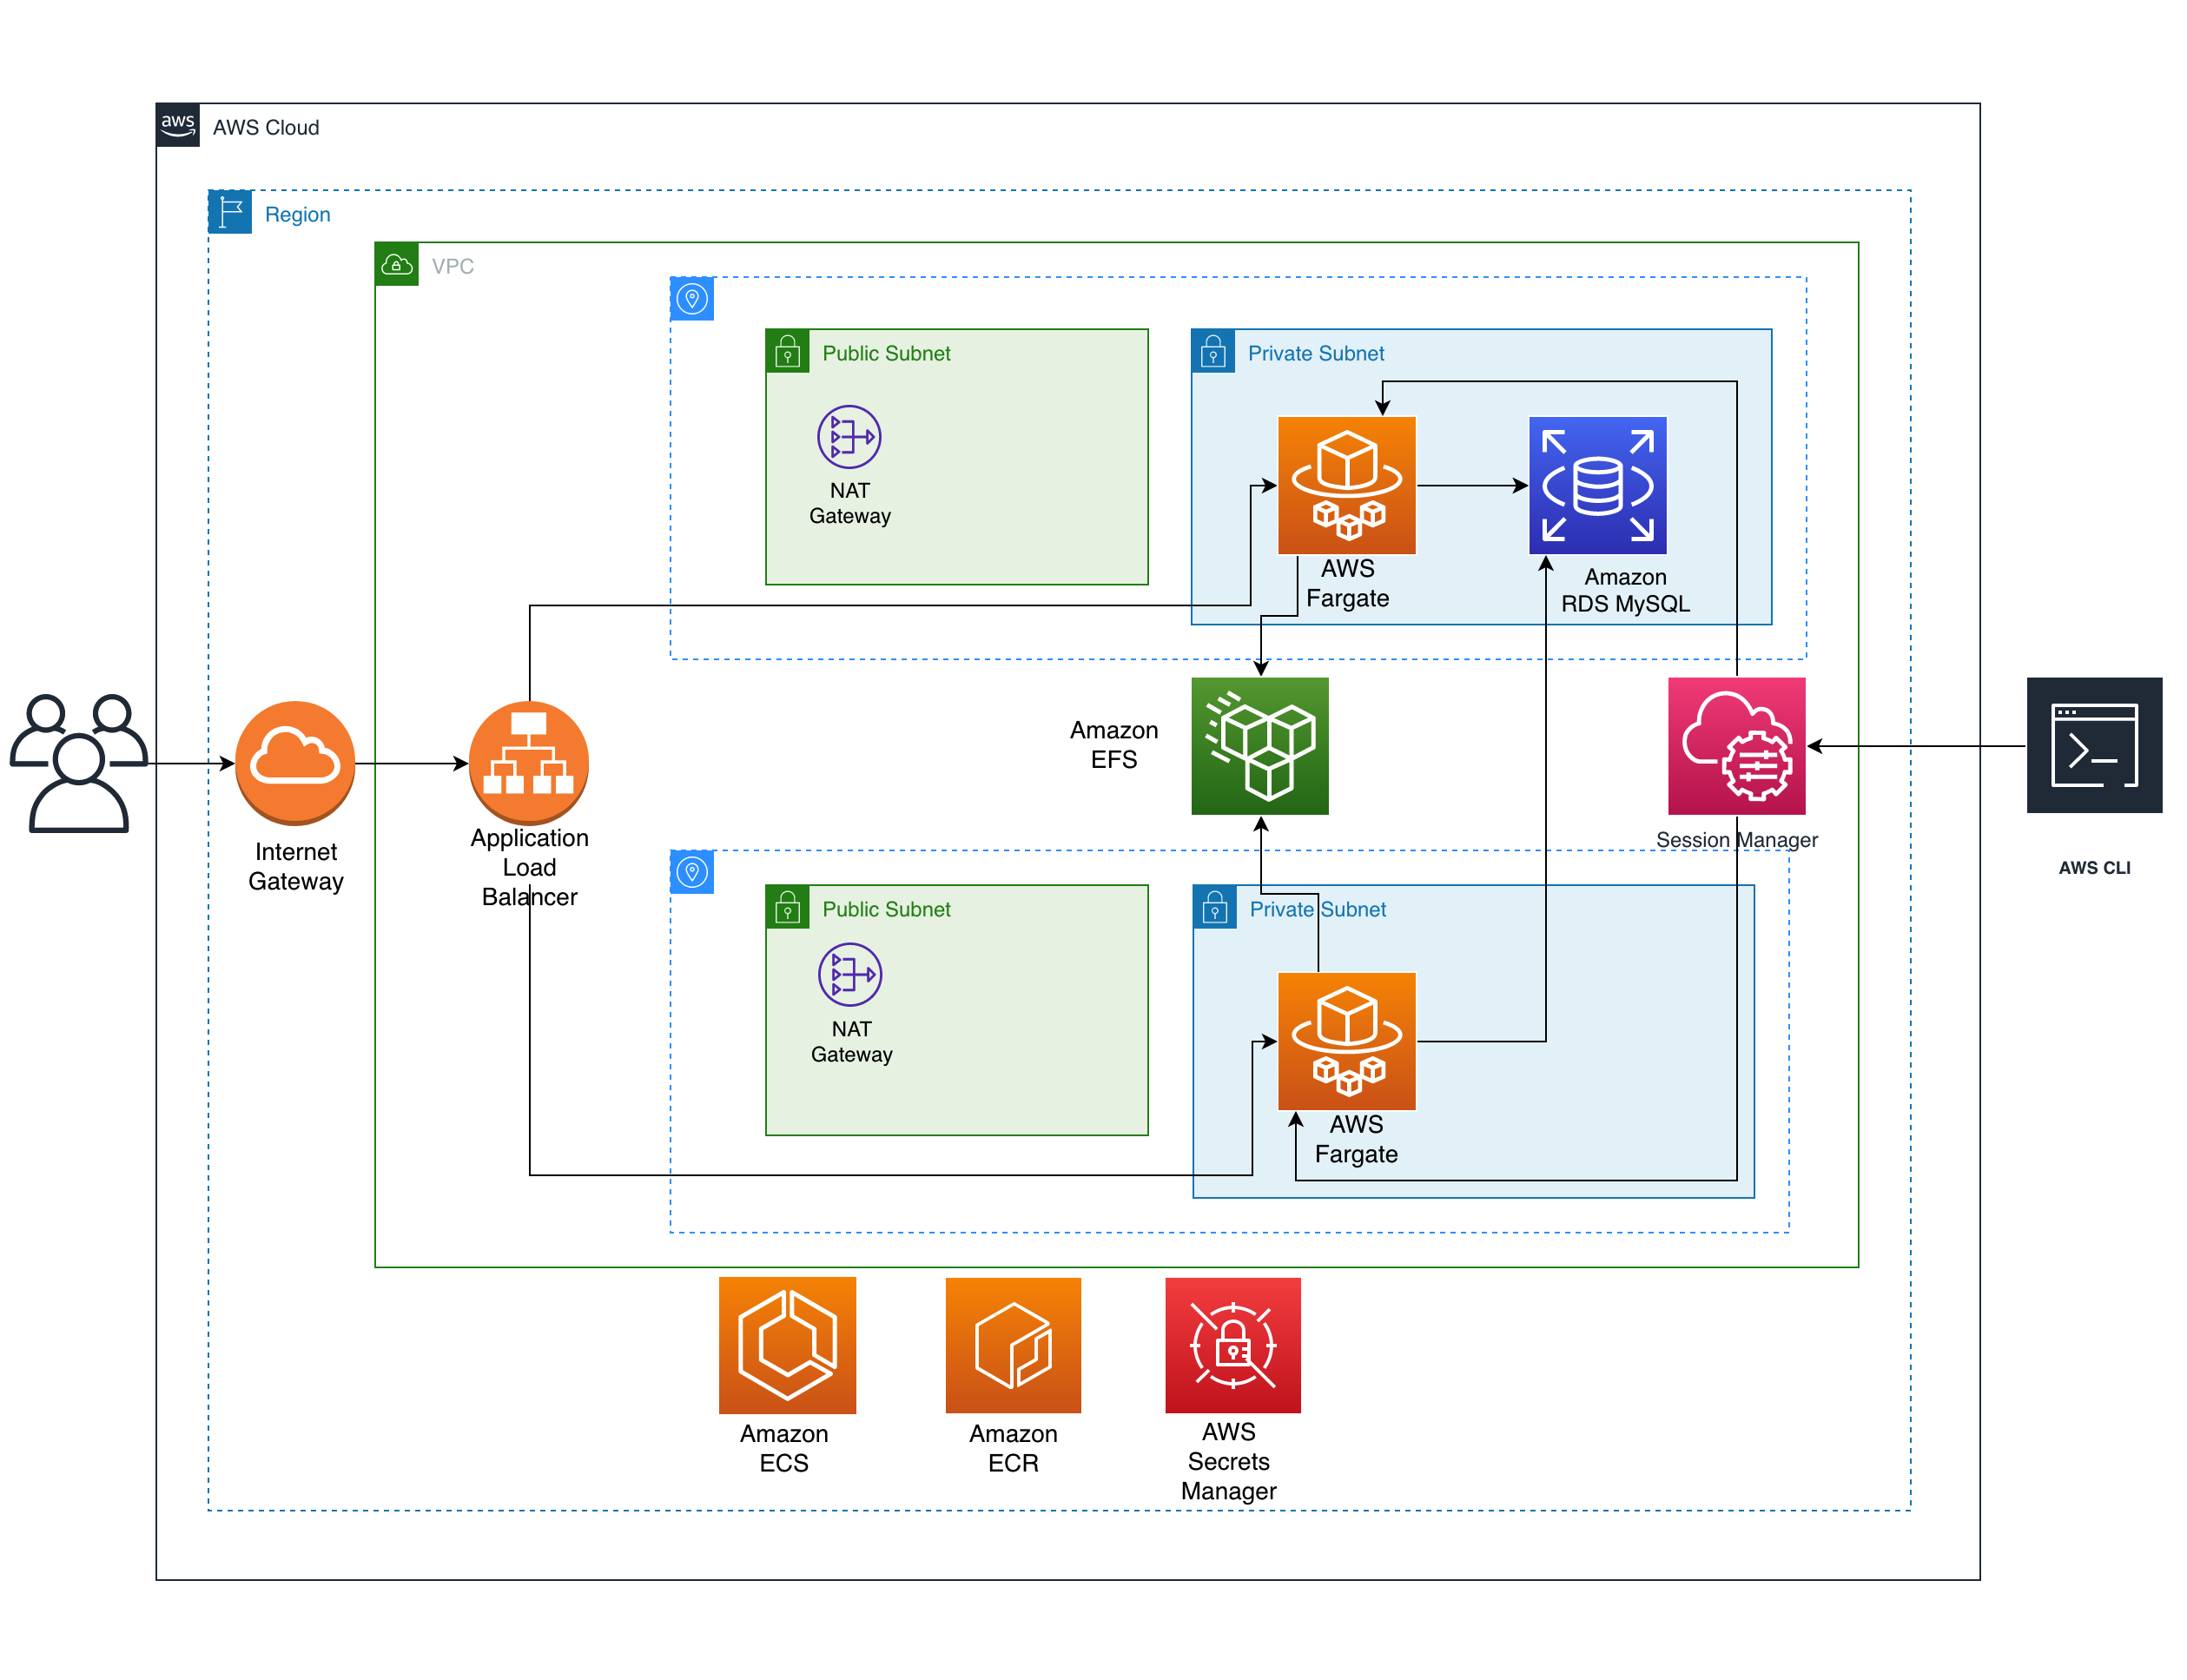 aws
AWS Cloud
Region
VPC
Public Subnet
NAT
Gateway
Private Subnet
AWS
Fargate
Amazon
RDS MySQL
Internet
Gateway
Application
Load
Balancer
Amazon
EFS
Session Manager
AWS CLI
Public Subnet
NAT
Gateway
Private Subnet
AWS
Fargate
Amazon
ECS
Amazon
ECR
AWS
Secrets
Manager